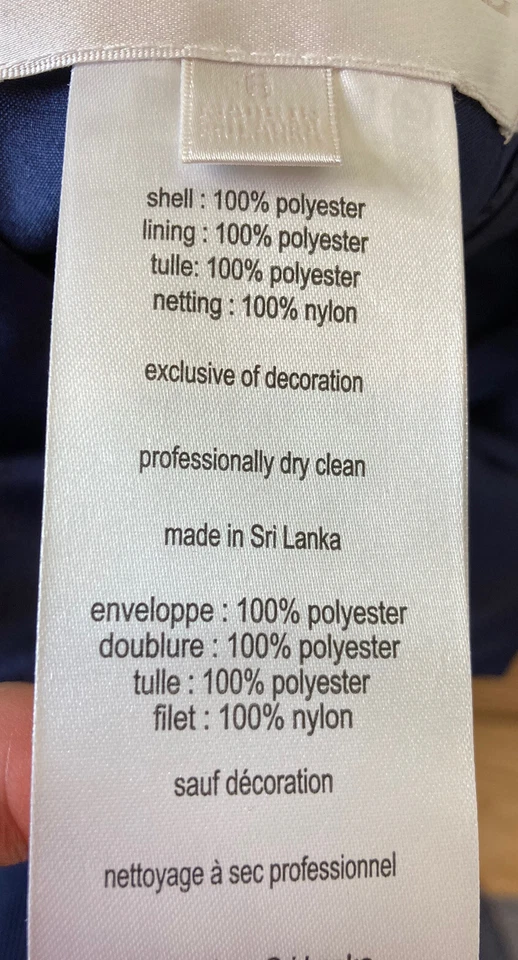 6
shell : 100% polyester
lining : 100% polyester
tulle: 100% polyester
netting : 100% nylon
exclusive of decoration
professionally dry clean
made in Sri Lanka
enveloppe : 100% polyester
doublure : 100% polyester
tulle : 100% polyester
filet : 100% nylon
sauf décoration
nettoyage à sec professionnel